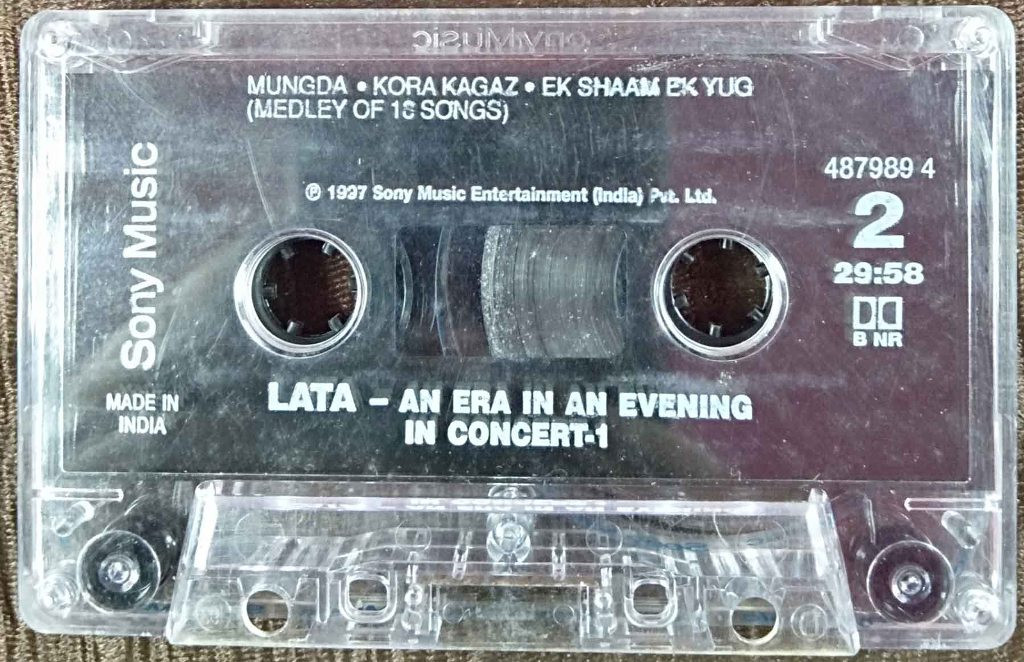 MUNGDA • KORA KAGAZ • EK SHAAM EK YUG
(MEDLEY OF 18 SONGS)
487989 4
℗ 1997 Sony Music Entertainment (India) Pvt. Ltd.
2
29:58
B NR
Sony Music
MADE IN
INDIA
LATA – AN ERA IN AN EVENING
IN CONCERT-1